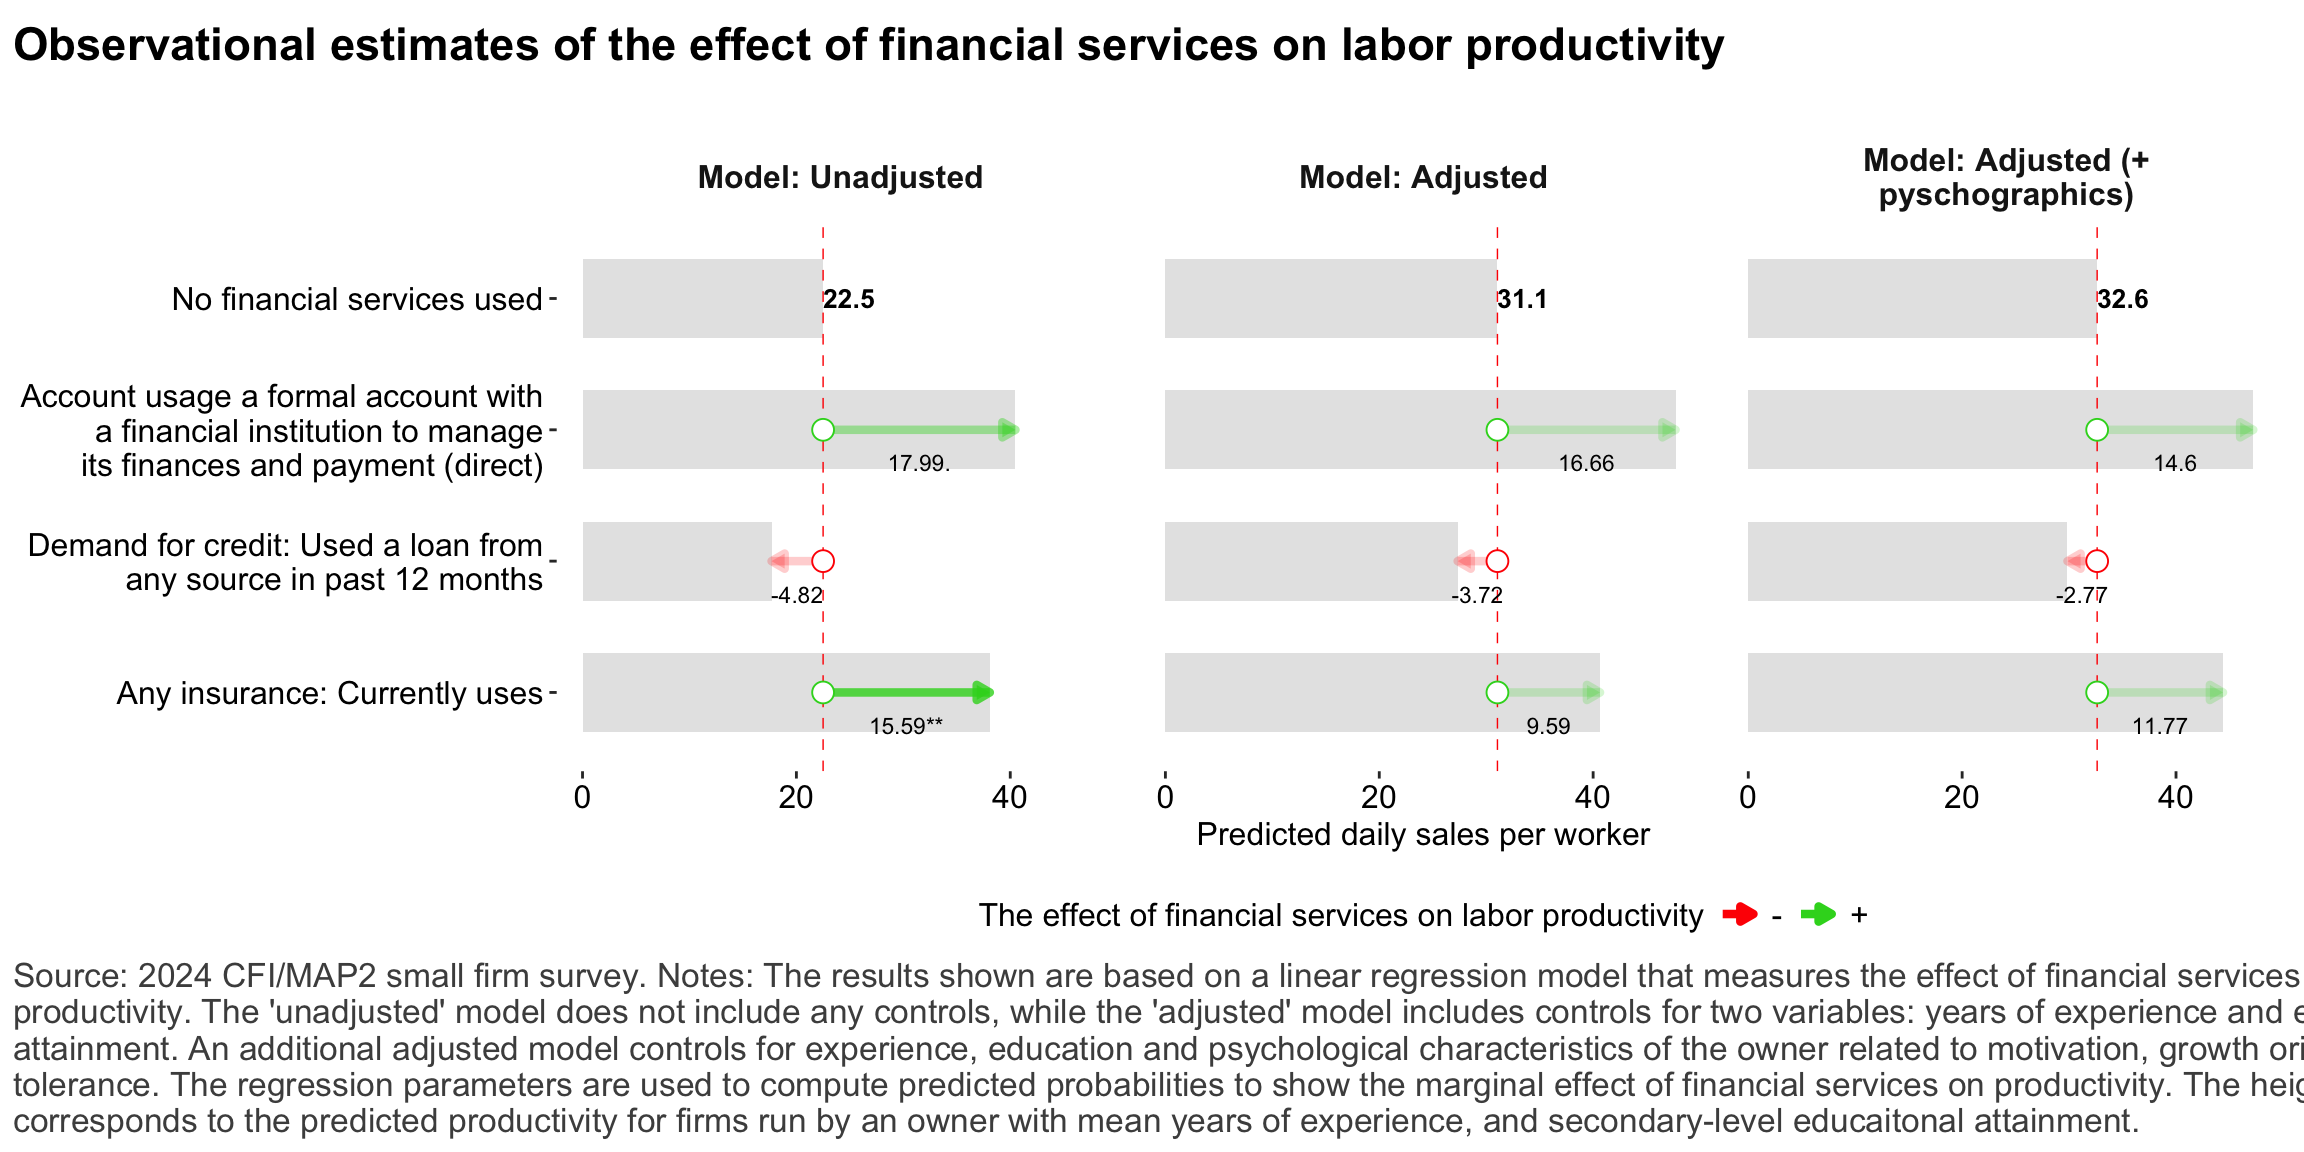 Observational estimates of the effect of financial services on labor productivity
Model: Unadjusted
Model: Adjusted
Model: Adjusted (+
pyschographics)
No financial services used
22.5
31.1
32.6
Account usage a formal account with
a financial institution to manage
its finances and payment (direct)
17.99.
16.66
14.6
Demand for credit: Used a loan from
any source in past 12 months
-4.82
-3.72
-2.77
Any insurance: Currently uses
15.59**
9.59
11.77
0 20 40
0 20 40
0 20 40
Predicted daily sales per worker
The effect of financial services on labor productivity - +
Source: 2024 CFI/MAP2 small firm survey. Notes: The results shown are based on a linear regression model that measures the effect of financial services
productivity. The 'unadjusted' model does not include any controls, while the 'adjusted' model includes controls for two variables: years of experience and
attainment. An additional adjusted model controls for experience, education and psychological characteristics of the owner related to motivation, growth
tolerance. The regression parameters are used to compute predicted probabilities to show the marginal effect of financial services on productivity. The
corresponds to the predicted productivity for firms run by an owner with mean years of experience, and secondary-level educaitonal attainment.